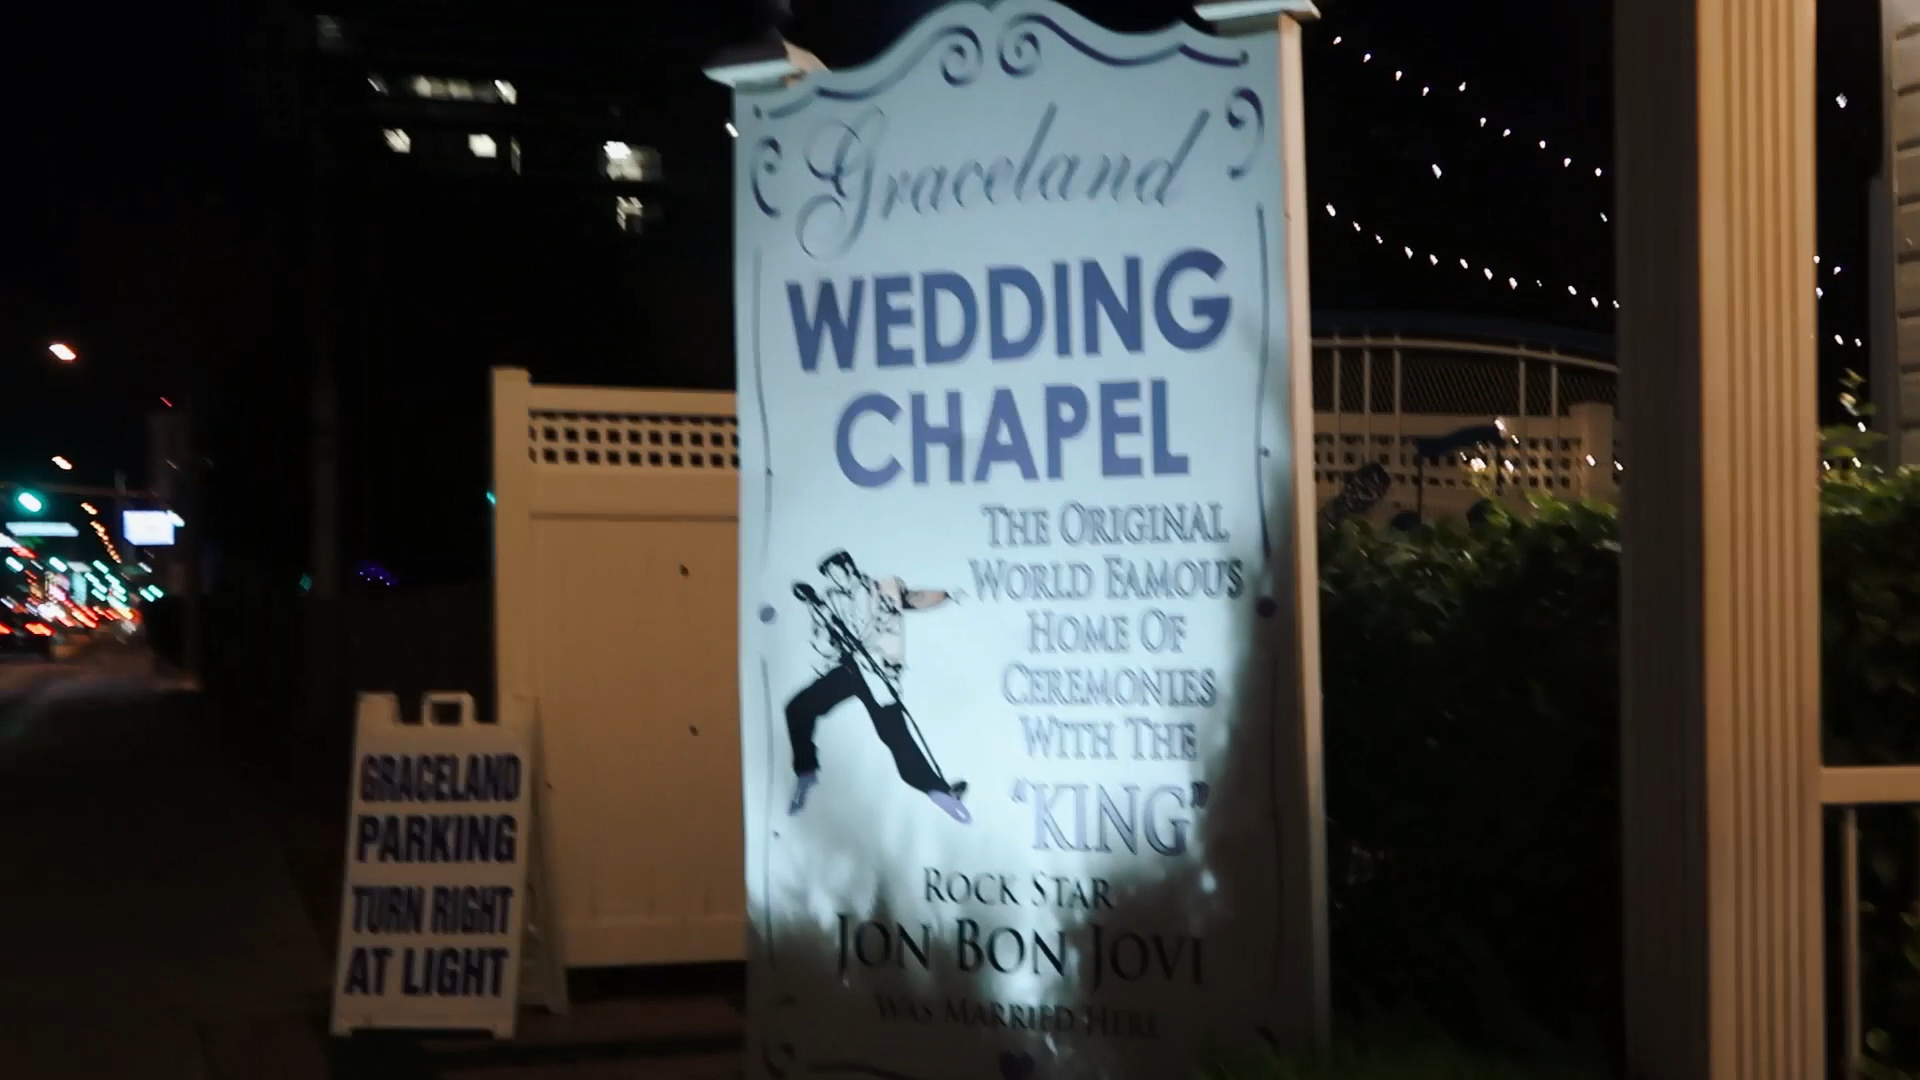 Graceland
WEDDING
CHAPEL
THE ORIGINAL
WORLD FAMOUS
HOME OF
CEREMONIES
WITH THE
"KING"
ROCK STAR
JON BON JOVI
WAS MARRIED HERE
GRACELAND
PARKING
TURN RIGHT
AT LIGHT